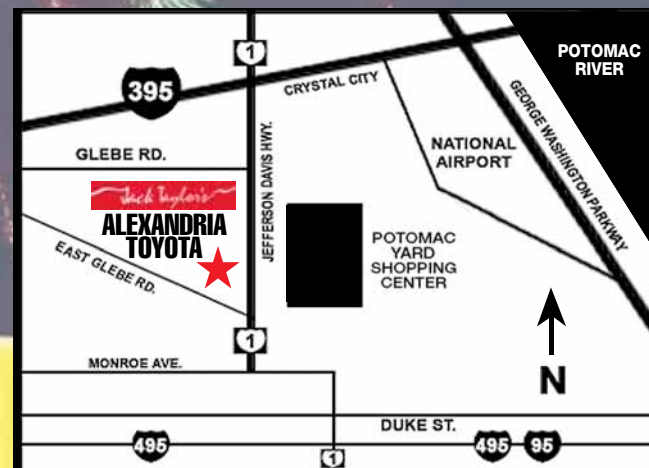 1
POTOMAC
RIVER
395
CRYSTAL CITY
GLEBE RD.
JEFFERSON DAVIS HWY.
NATIONAL
AIRPORT
GEORGE WASHINGTON PARKWAY
Jack Taylor's
ALEXANDRIA
TOYOTA
EAST GLEBE RD.
POTOMAC
YARD
SHOPPING
CENTER
1
MONROE AVE.
N
DUKE ST.
495
1
495
95